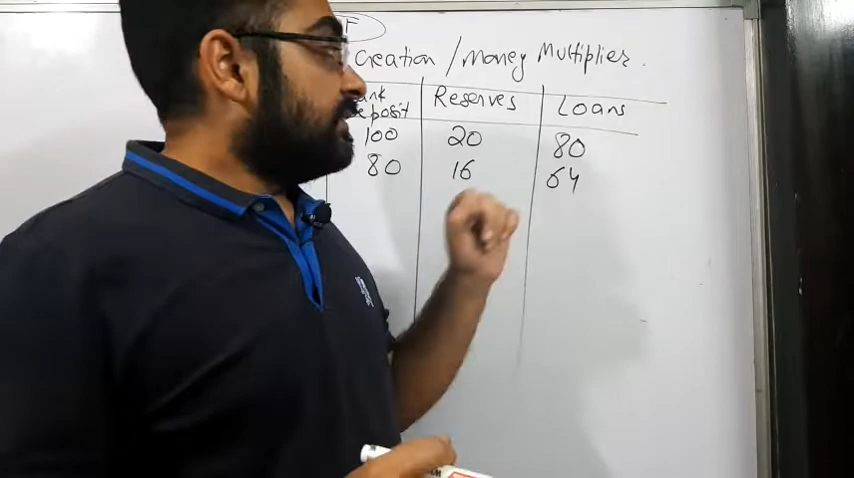 F
Creation / Money Multiplier.
Reserves Loans
100 20 80
80 16 64